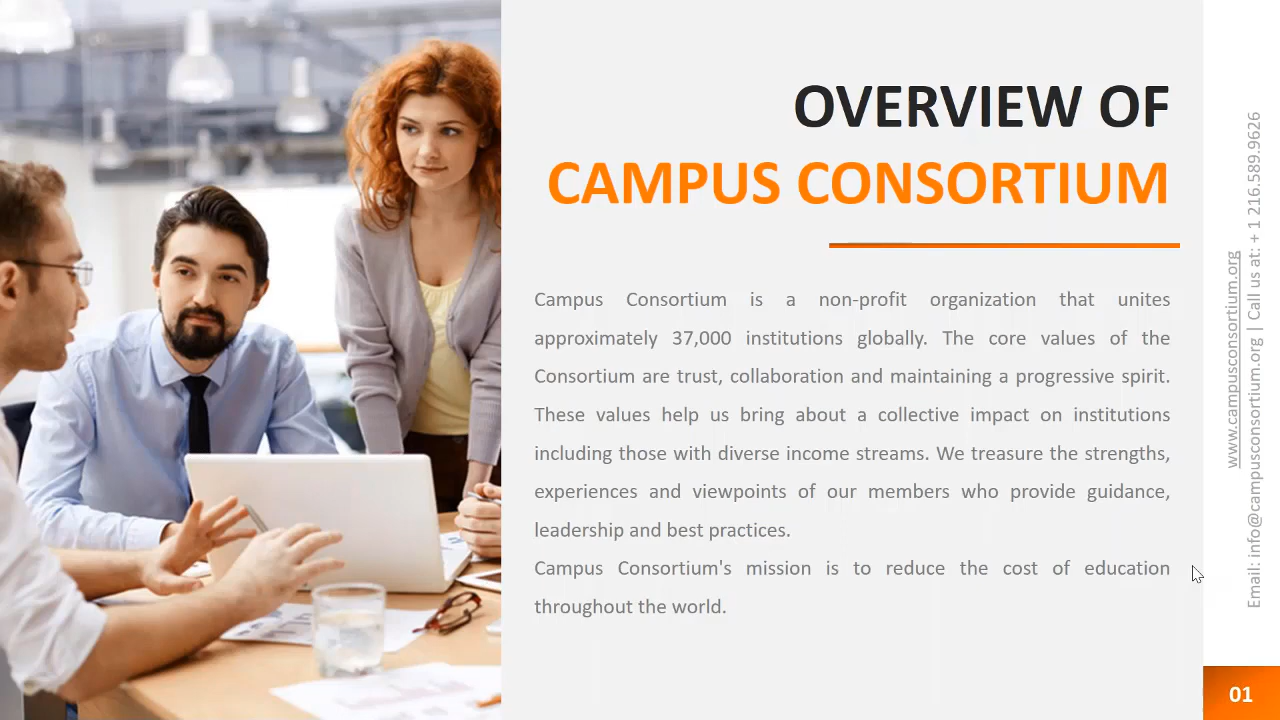 OVERVIEW OF
CAMPUS CONSORTIUM
Campus Consortium is a non-profit organization that unites
approximately 37,000 institutions globally. The core values of the
Consortium are trust, collaboration and maintaining a progressive spirit.
These values help us bring about a collective impact on institutions
including those with diverse income streams. We treasure the strengths,
experiences and viewpoints of our members who provide guidance,
leadership and best practices.
Campus Consortium's mission is to reduce the cost of education
throughout the world.
www.campusconsortium.org
Email: info@campusconsortium.org | Call us at: + 1 216.589.9626
01